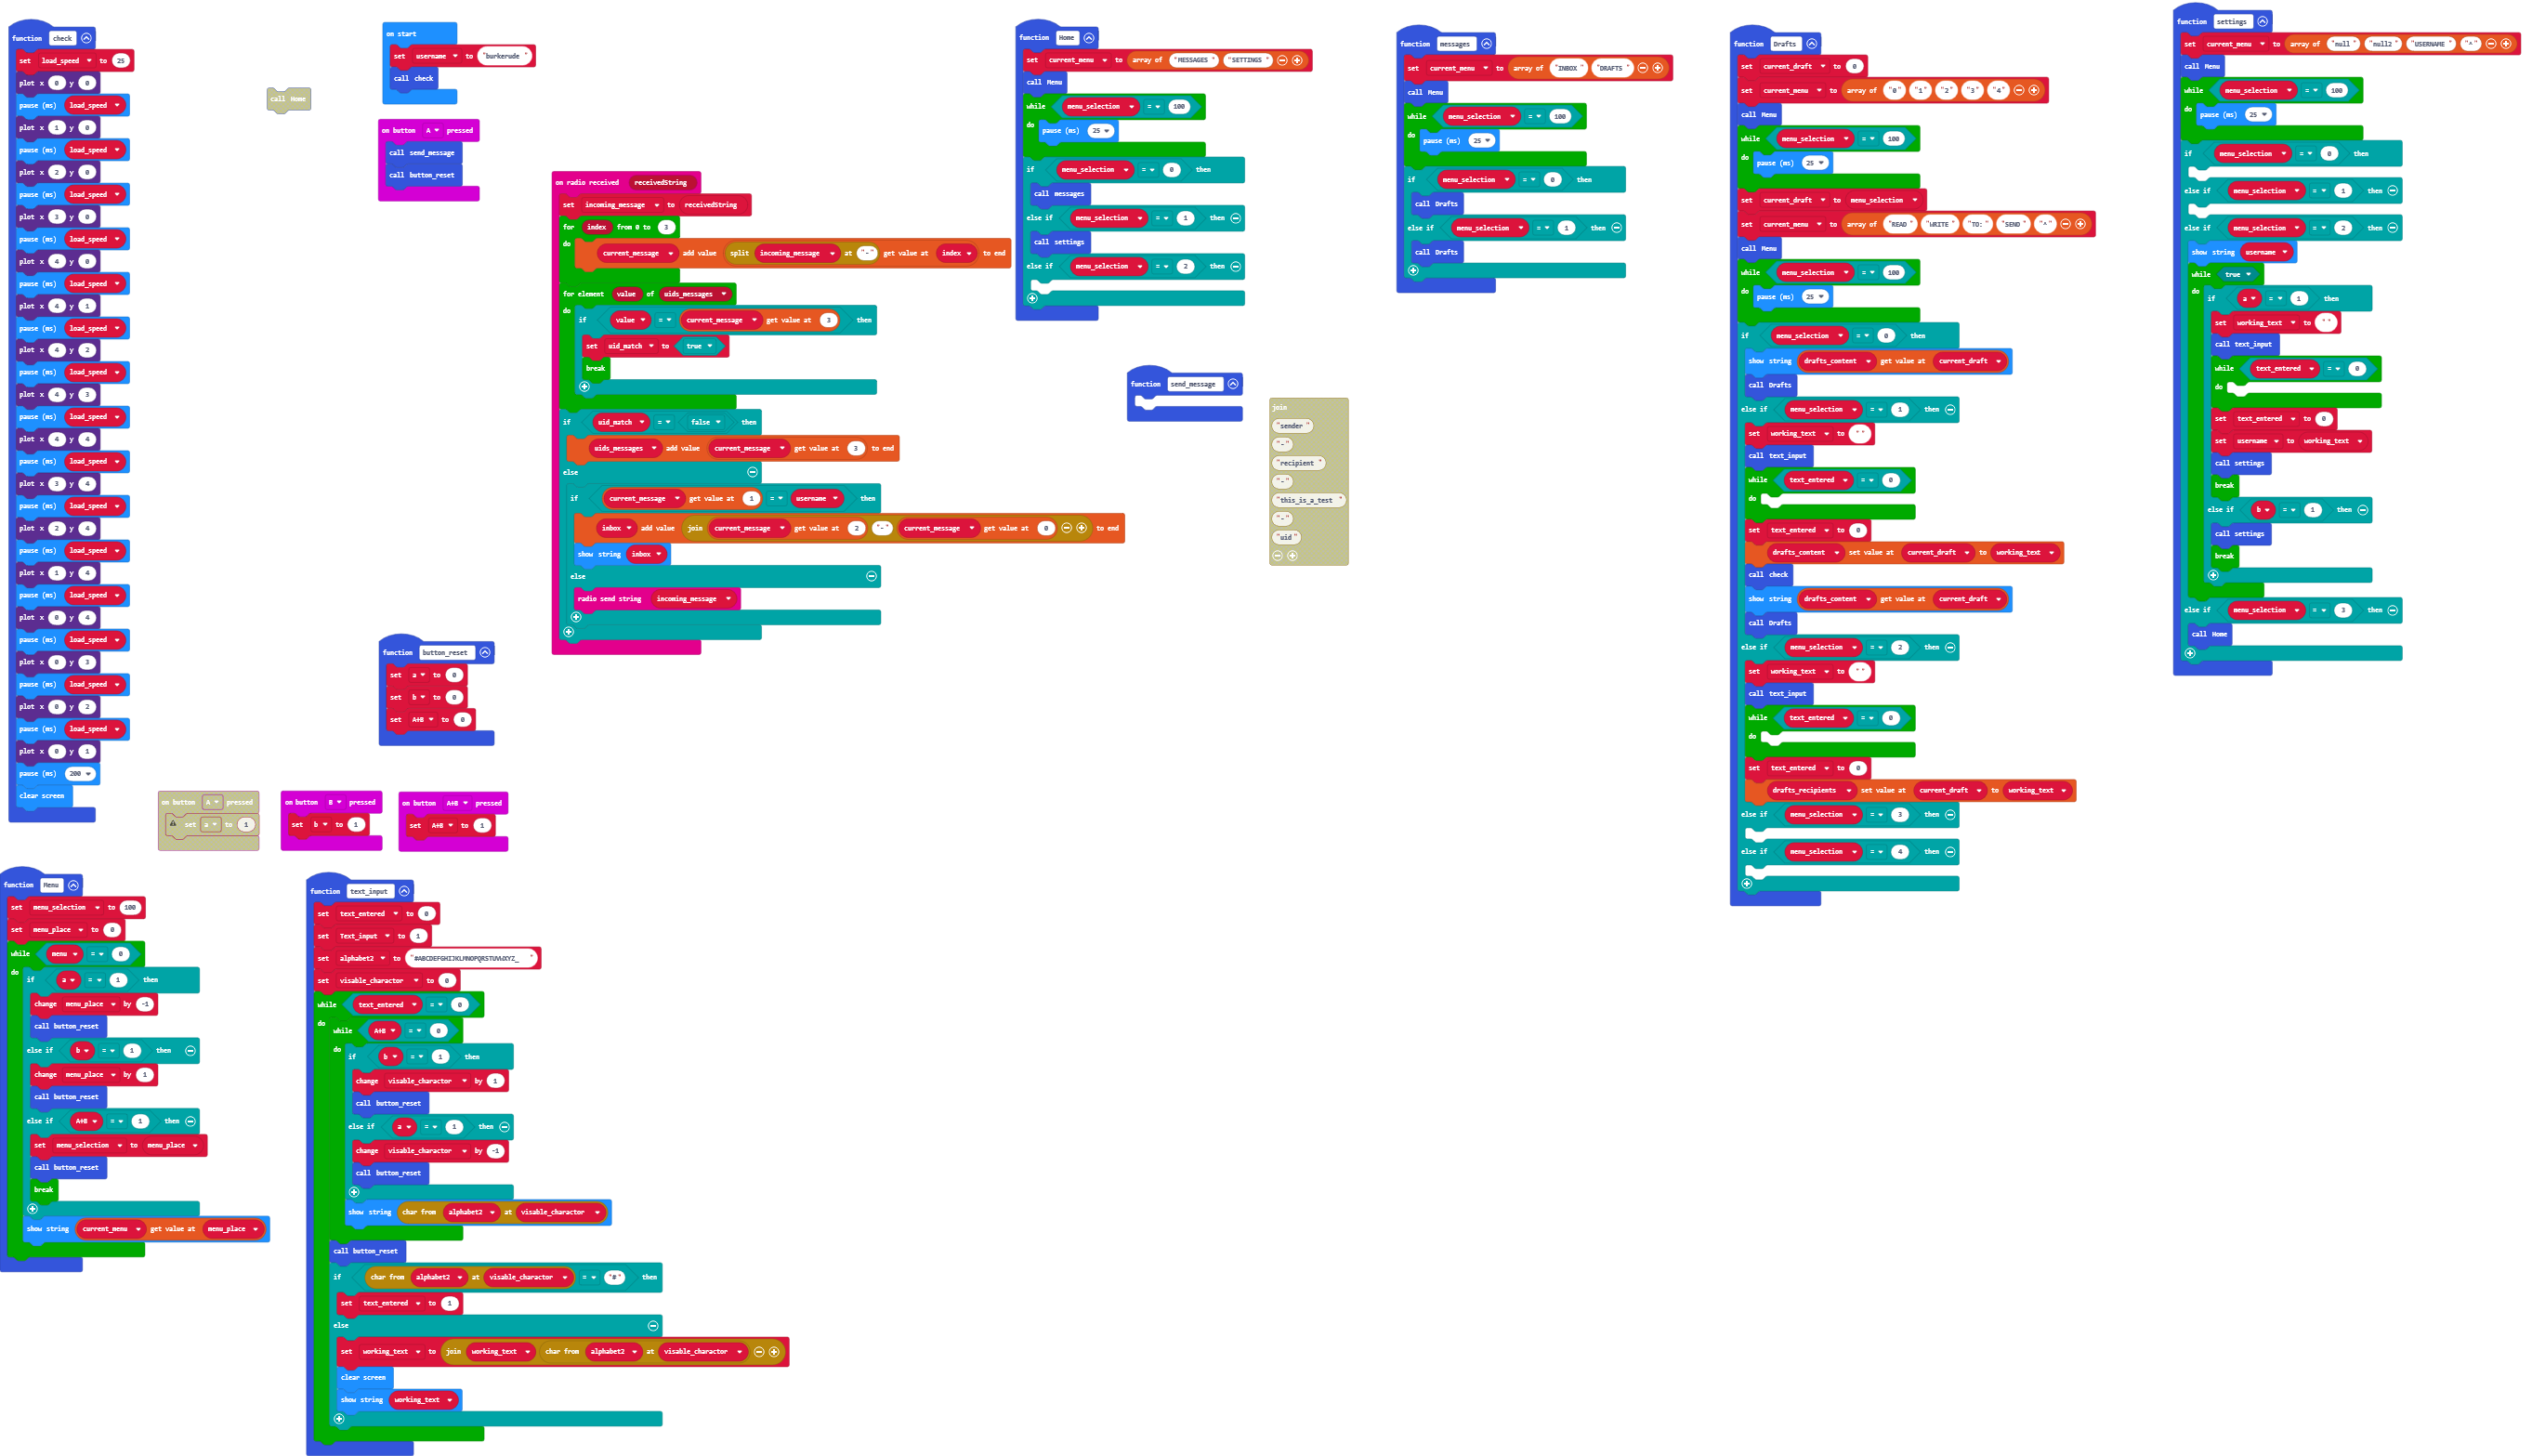 function check
set load_speed to 25
plot x 0 y 0
pause (ms) load_speed
plot x 1 y 0
pause (ms) load_speed
plot x 2 y 0
pause (ms) load_speed
plot x 3 y 0
pause (ms) load_speed
plot x 4 y 0
pause (ms) load_speed
plot x 4 y 1
pause (ms) load_speed
plot x 4 y 2
pause (ms) load_speed
plot x 4 y 3
pause (ms) load_speed
plot x 4 y 4
pause (ms) load_speed
plot x 3 y 4
pause (ms) load_speed
plot x 2 y 4
pause (ms) load_speed
plot x 1 y 4
pause (ms) load_speed
plot x 0 y 4
pause (ms) load_speed
plot x 0 y 3
pause (ms) load_speed
plot x 0 y 2
pause (ms) load_speed
plot x 0 y 1
pause (ms) 200
clear screen
call Home
on start
set username to "burkerude"
call check
on button A pressed
call send_message
call button_reset
on radio received receivedString
set incoming_message to receivedString
for index from 0 to 3
do
current_message add value split incoming_message at "-" get value at index to end
for element value of uids_messages
do
if value = current_message get value at 3 then
set uid_match to true
break
if uid_match = false then
uids_messages add value current_message get value at 3 to end
else
if current_message get value at 1 = username then
inbox add value join current_message get value at 2 "-" current_message get value at 0 to end
show string inbox
else
radio send string incoming_message
function button_reset
set a to 0
set b to 0
set A+B to 0
on button A pressed
set a to 1
on button B pressed
set b to 1
on button A+B pressed
set A+B to 1
function Menu
set menu_selection to 100
set menu_place to 0
while menu = 0
do
if a = 1 then
change menu_place by -1
call button_reset
else if b = 1 then
change menu_place by 1
call button_reset
else if A+B = 1 then
set menu_selection to menu_place
call button_reset
break
show string current_menu get value at menu_place
function text_input
set text_entered to 0
set Text_input to 1
set alphabet2 to "#ABCDEFGHIJKLMNOPQRSTUVWXYZ_"
set visable_charactor to 0
while text_entered = 0
do
while A+B = 0
do
if b = 1 then
change visable_charactor by 1
call button_reset
else if a = 1 then
change visable_charactor by -1
call button_reset
show string char from alphabet2 at visable_charactor
call button_reset
if char from alphabet2 at visable_charactor = "#" then
set text_entered to 1
else
set working_text to join working_text char from alphabet2 at visable_charactor
clear screen
show string working_text
function Home
set current_menu to array of "MESSAGES" "SETTINGS"
call Menu
while menu_selection = 100
do
pause (ms) 25
if menu_selection = 0 then
call messages
else if menu_selection = 1 then
call settings
else if menu_selection = 2 then
function send_message
join
"sender"
"-"
"recipient"
"-"
"this_is_a_test"
"-"
"uid"
function messages
set current_menu to array of "INBOX" "DRAFTS"
call Menu
while menu_selection = 100
do
pause (ms) 25
if menu_selection = 0 then
call Drafts
else if menu_selection = 1 then
call Drafts
function Drafts
set current_draft to 0
set current_menu to array of "0" "1" "2" "3" "4"
call Menu
while menu_selection = 100
do
pause (ms) 25
set current_draft to menu_selection
set current_menu to array of "READ" "WRITE" "TO:" "SEND" "^"
call Menu
while menu_selection = 100
do
pause (ms) 25
if menu_selection = 0 then
show string drafts_content get value at current_draft
call Drafts
else if menu_selection = 1 then
set working_text to ""
call text_input
while text_entered = 0
do
set text_entered to 0
drafts_content set value at current_draft to working_text
call check
show string drafts_content get value at current_draft
call Drafts
else if menu_selection = 2 then
set working_text to ""
call text_input
while text_entered = 0
do
set text_entered to 0
drafts_recipients set value at current_draft to working_text
else if menu_selection = 3 then
else if menu_selection = 4 then
function settings
set current_menu to array of "null" "null2" "USERNAME" "^"
call Menu
while menu_selection = 100
do
pause (ms) 25
if menu_selection = 0 then
else if menu_selection = 1 then
else if menu_selection = 2 then
show string username
while true
do
if a = 1 then
set working_text to ""
call text_input
while text_entered = 0
do
set text_entered to 0
set username to working_text
call settings
break
else if b = 1 then
call settings
break
else if menu_selection = 3 then
call Home